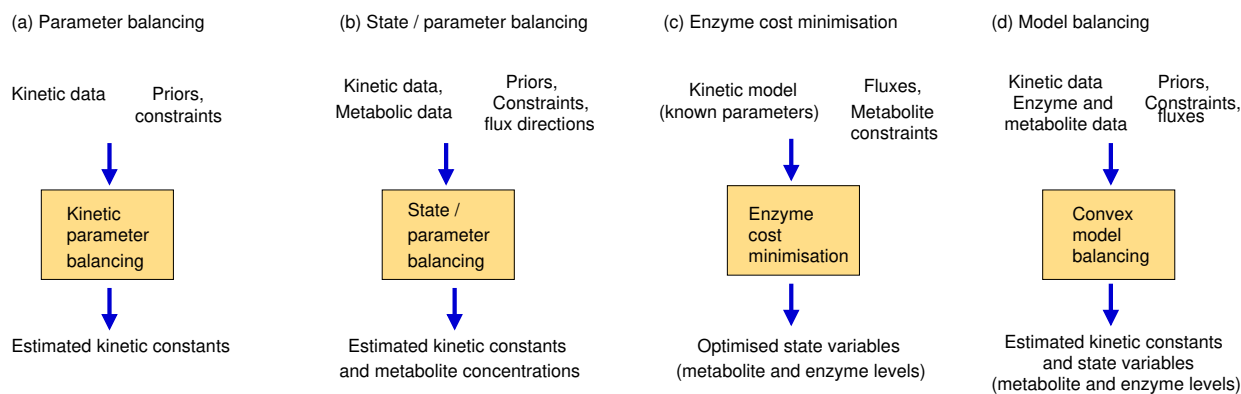 (a) Parameter balancing
Kinetic data
Priors,
constraints
Kinetic
parameter
balancing
Estimated kinetic constants
(b) State / parameter balancing
Kinetic data,
Metabolic data
Priors,
Constraints,
flux directions
State /
parameter
balancing
Estimated kinetic constants
and metabolite concentrations
(c) Enzyme cost minimisation
Kinetic model
(known parameters)
Fluxes,
Metabolite
constraints
Enzyme
cost
minimisation
Optimised state variables
(metabolite and enzyme levels)
(d) Model balancing
Kinetic data
Enzyme and
metabolite data
Priors,
Constraints,
fluxes
Convex
model
balancing
Estimated kinetic constants
and state variables
(metabolite and enzyme levels)